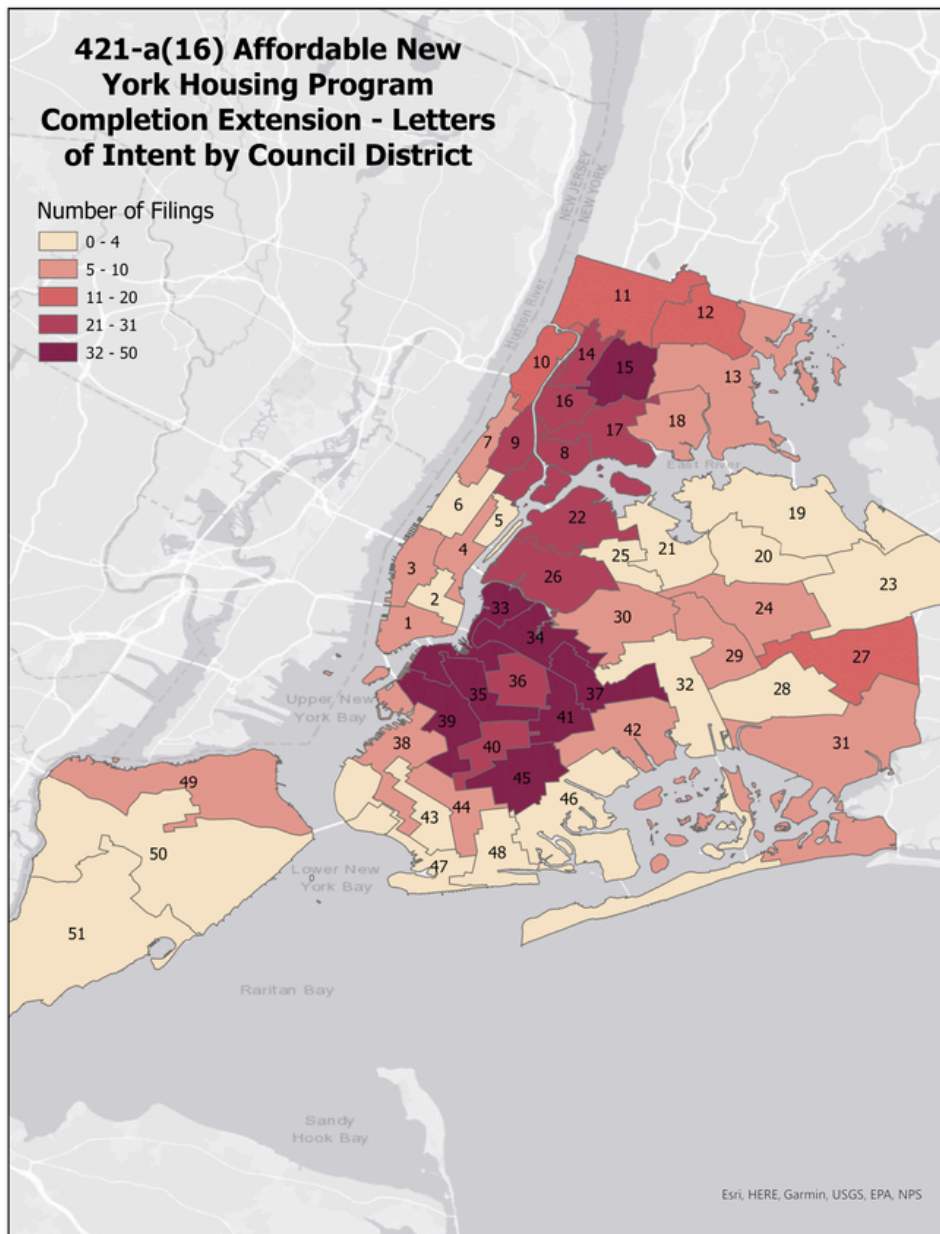 421-a(16) Affordable New
York Housing Program
Completion Extension - Letters
of Intent by Council District
Number of Filings
0 - 4
5 - 10
11 - 20
21 - 31
32 - 50
NEW JERSEY
NEW YORK
Hudson River
11
12
10
14
15
13
16
7
9
17
18
8
East River
6
5
22
19
4
21
20
3
25
26
23
2
33
24
1
30
34
29
27
36
37
32
28
35
Upper New
York Bay
39
41
42
38
40
31
45
49
44
46
43
50
48
47
Lower New
York Bay
51
Raritan Bay
Sandy
Hook Bay
Esri, HERE, Garmin, USGS, EPA, NPS